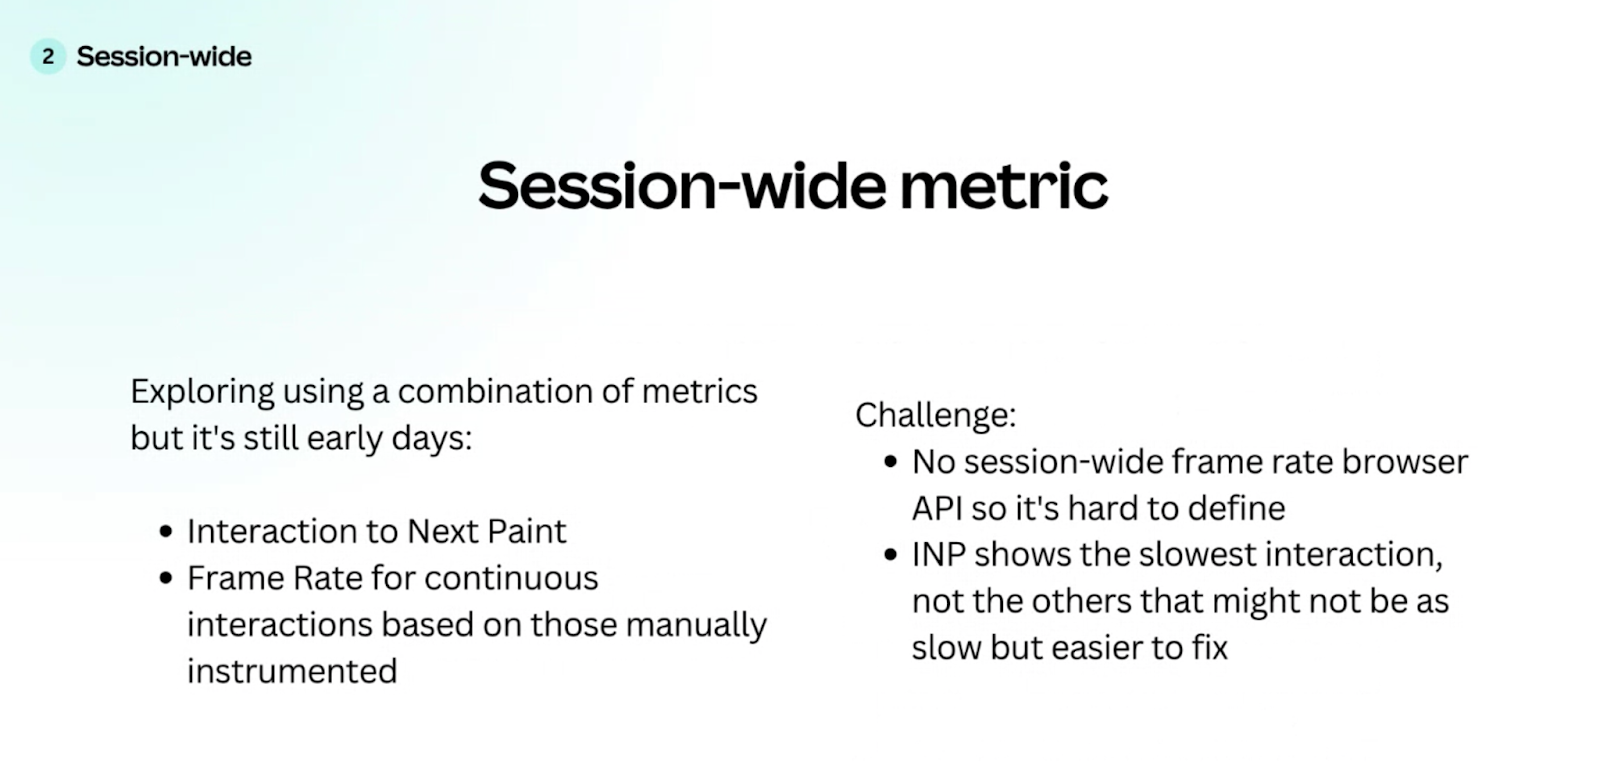 2 Session-wide
Session-wide metric
Exploring using a combination of metrics
but it's still early days:
• Interaction to Next Paint
• Frame Rate for continuous
interactions based on those manually
instrumented
Challenge:
• No session-wide frame rate browser
API so it's hard to define
• INP shows the slowest interaction,
not the others that might not be as
slow but easier to fix